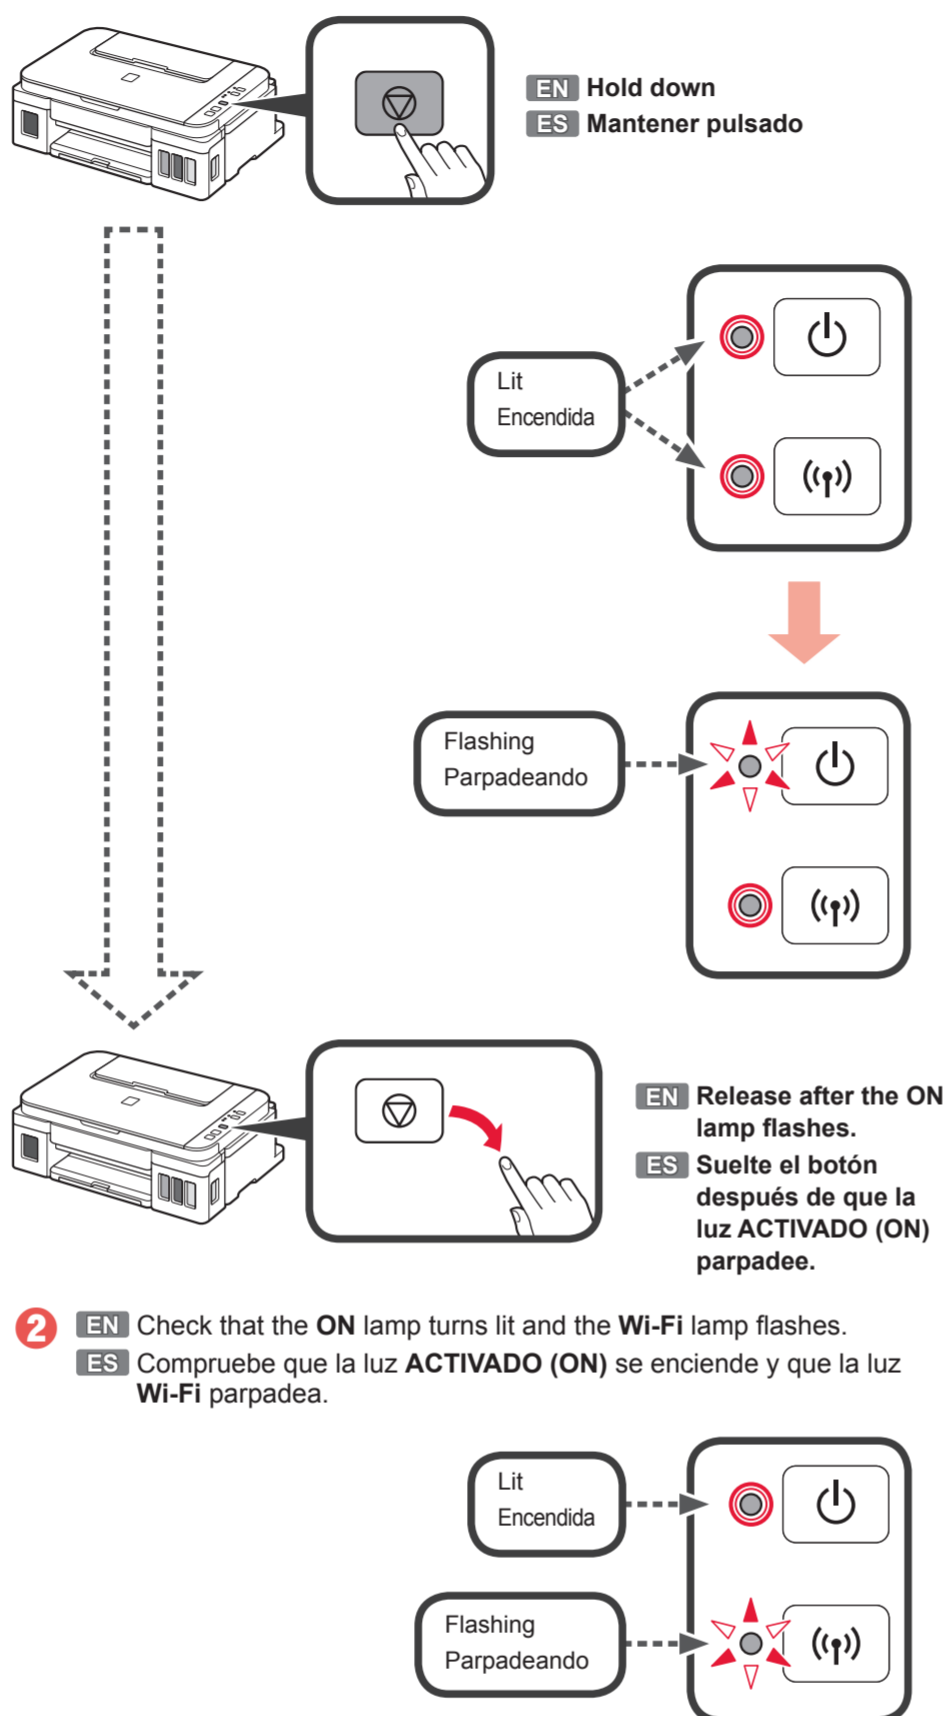 EN Hold down
ES Mantener pulsado
Lit
Encendida
Flashing
Parpadeando
EN Release after the ON
lamp flashes.
ES Suelte el botón
después de que la
luz ACTIVADO (ON)
parpadee.
2 EN Check that the ON lamp turns lit and the Wi-Fi lamp flashes.
ES Compruebe que la luz ACTIVADO (ON) se enciende y que la luz
Wi-Fi parpadea.
Lit
Encendida
Flashing
Parpadeando